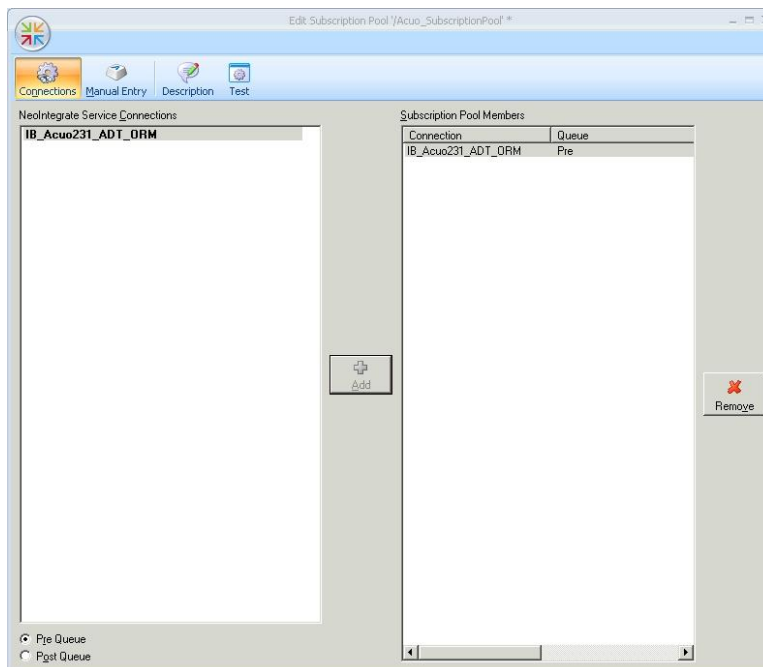 Edit Subscription Pool '/Acuo_SubscriptionPool' *
Connections Manual Entry Description Test
NeoIntegrate Service Connections
IB_Acuo231_ADT_ORM
Subscription Pool Members
Connection Queue
IB_Acuo231_ADT_ORM Pre
Add
Remove
Pre Queue
Post Queue